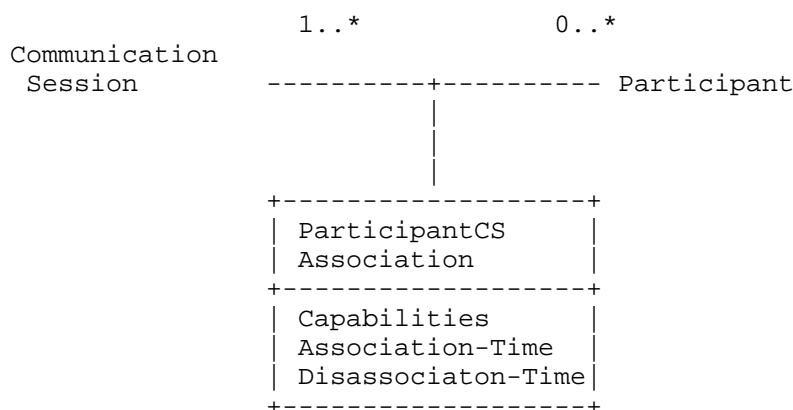 1..* 0..*
Communication
Session ----------+---------- Participant
|
|
|
+-------------------+
| ParticipantCS |
| Association |
+-------------------+
| Capabilities |
| Association-Time |
| Disassociaton-Time|
+-------------------+